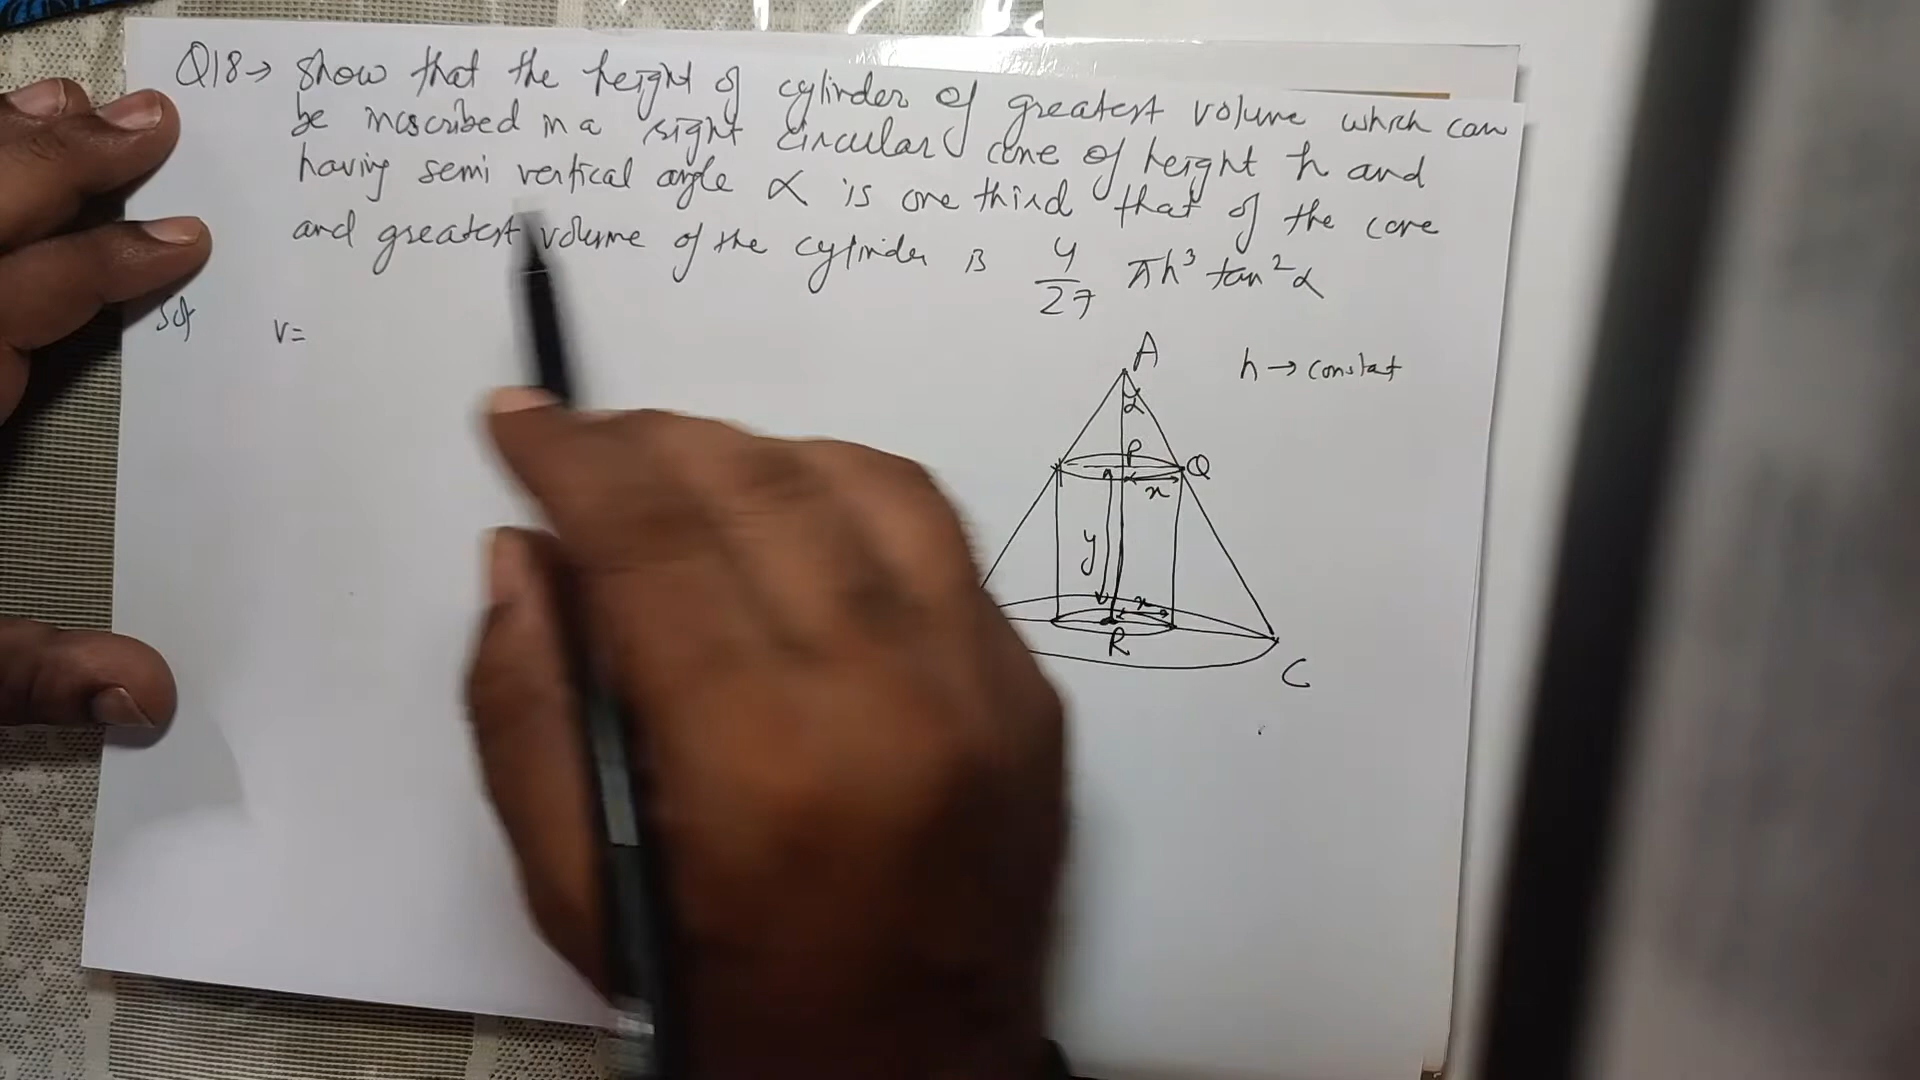 Q18→ Show that the height of cylinder of greatest volume which can
be inscribed in a right circular cone of height h and
having semi vertical angle α is one third that of the cone
and greatest volume of the cylinder is 4/27 πh³ tan²α
Sol V=
A
h → constant
α
P
Q
x
y
x
R
C